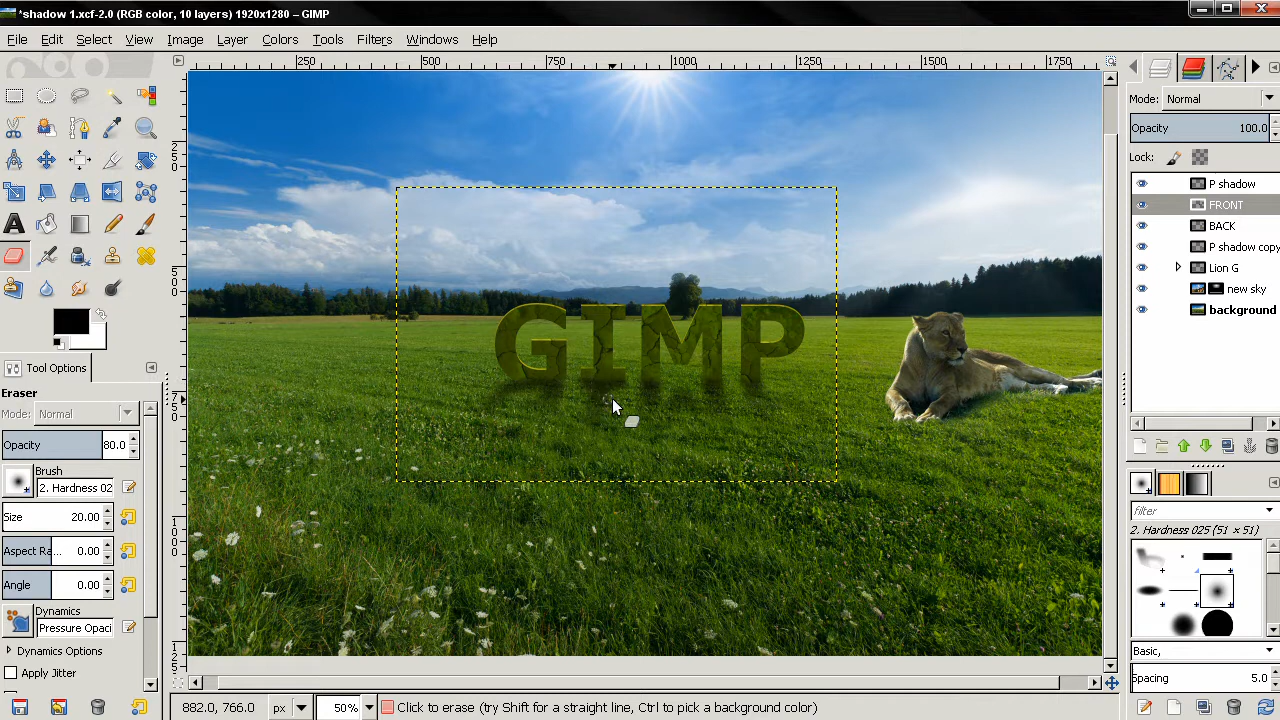 *shadow 1.xcf-2.0 (RGB color, 10 layers) 1920x1280 – GIMP
File Edit Select View Image Layer Colors Tools Filters Windows Help
250 500 750 1000 1250 1500 1750
Mode: Normal
Opacity 100.0
Lock:
250
P shadow
FRONT
BACK
P shadow copy
500
Lion G
new sky
background
GIMP
Tool Options
Eraser
750
Mode: Normal
Opacity 80.0
Brush
2. Hardness 02
Size 20.00
filter
1000
2. Hardness 025 (51 × 51)
Aspect Ra... 0.00
Angle 0.00
Dynamics
Pressure Opaci
Dynamics Options
Basic,
125
Apply Jitter
Spacing 5.0
882.0, 766.0 px 50% Click to erase (try Shift for a straight line, Ctrl to pick a background color)